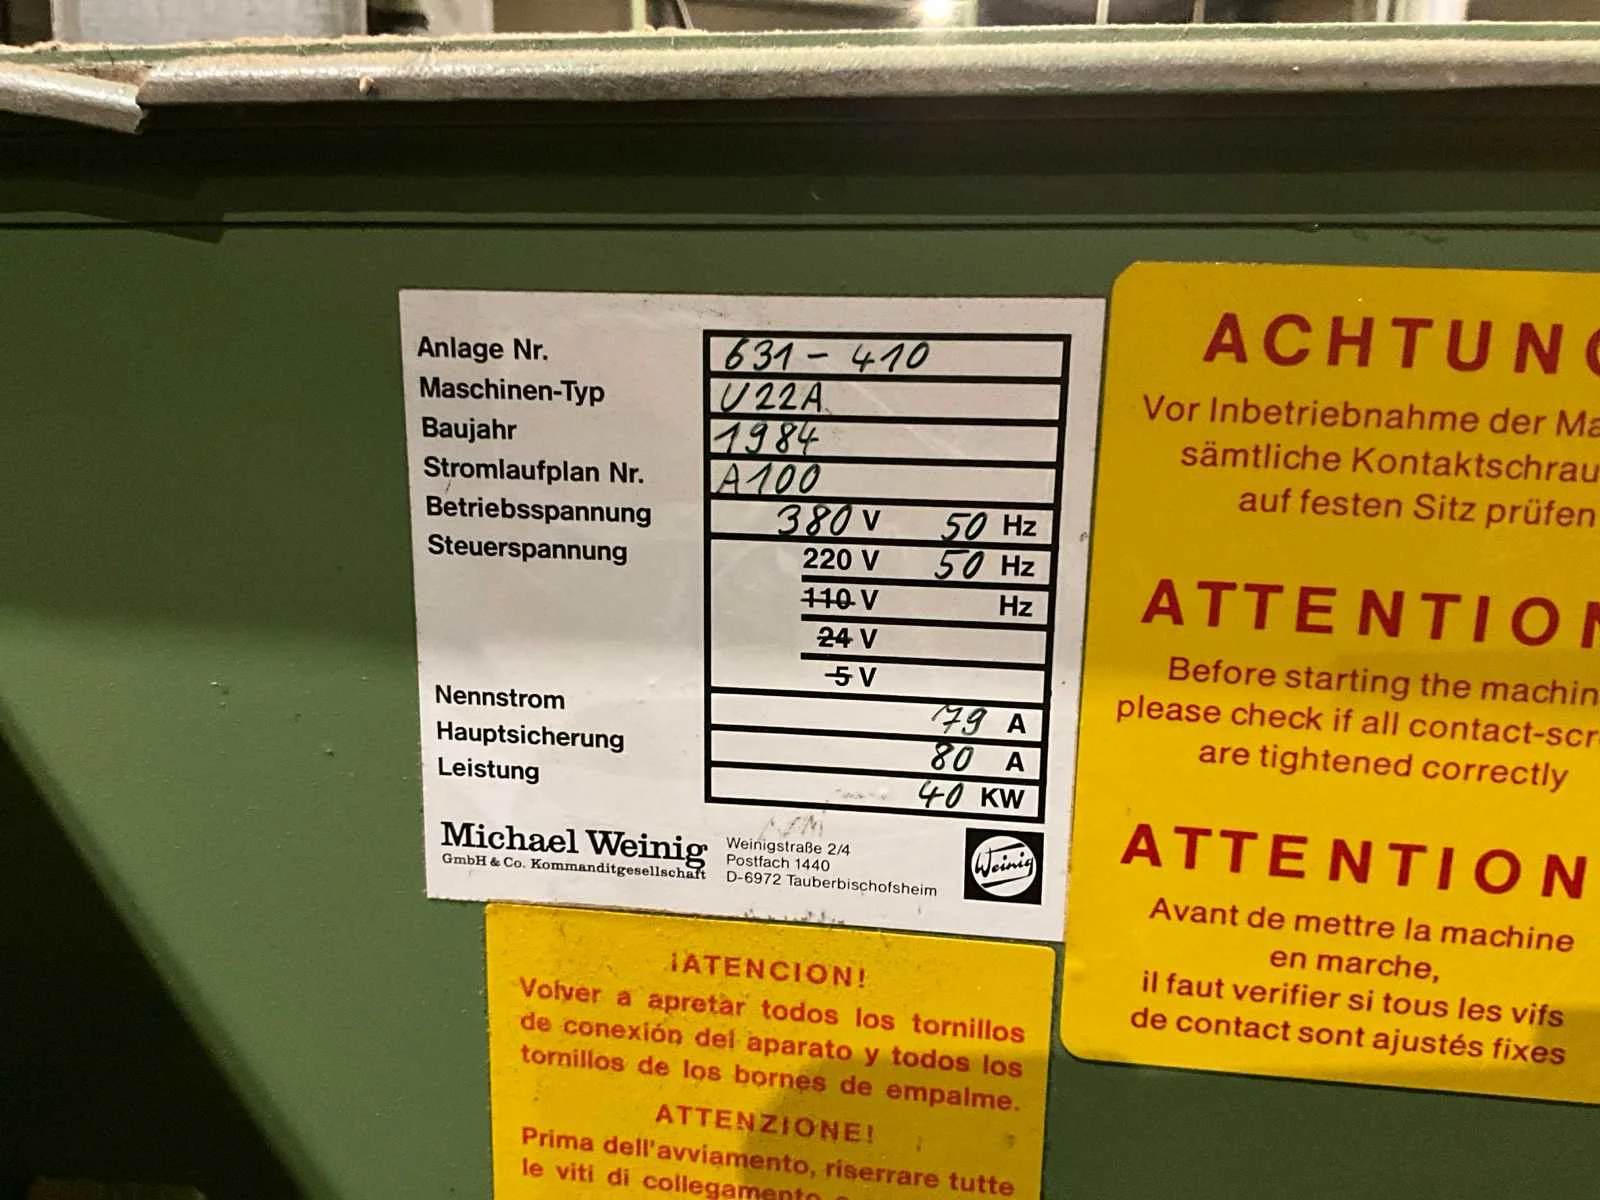 Anlage Nr. 631 - 410
Maschinen-Typ U22A
Baujahr 1984
Stromlaufplan Nr. A100
Betriebsspannung 380 V 50 Hz
Steuerspannung 220 V 50 Hz
110 V Hz
24 V
5 V
Nennstrom 79 A
Hauptsicherung 80 A
Leistung 40 KW
Michael Weinig
GmbH & Co. Kommanditgesellschaft
Weinigstraße 2/4
Postfach 1440
D-6972 Tauberbischofsheim
Weinig
ACHTUNG
Vor Inbetriebnahme der Ma
sämtliche Kontaktschrau
auf festen Sitz prüfen
ATTENTION
Before starting the machin
please check if all contact-scr
are tightened correctly
ATTENTION
Avant de mettre la machine
en marche,
il faut verifier si tous les vifs
de contact sont ajustés fixes
¡ATENCION!
Volver a apretar todos los tornillos
de conexión del aparato y todos los
tornillos de los bornes de empalme.
ATTENZIONE!
Prima dell'avviamento, riserrare tutte
le viti di collegamento